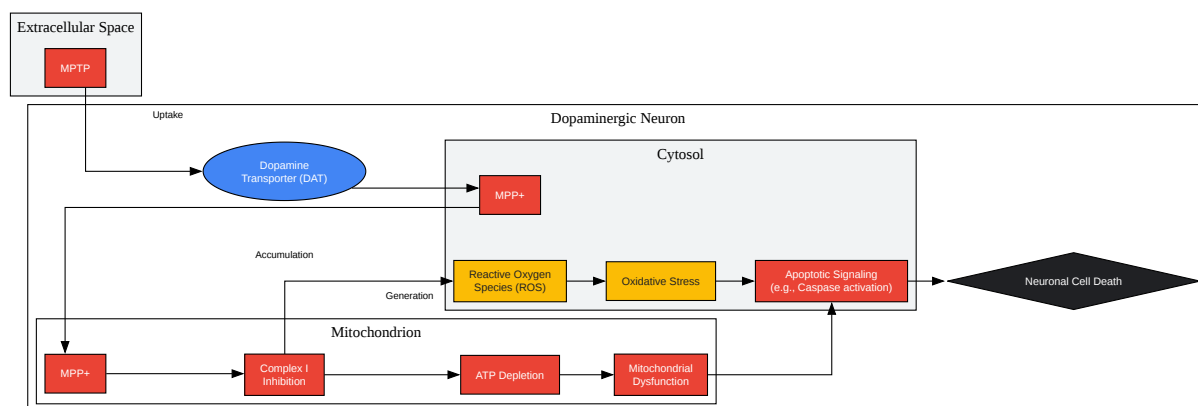 Extracellular Space
MPTP
Uptake
Dopaminergic Neuron
Dopamine
Transporter (DAT)
Cytosol
MPP+
Accumulation
Generation
Reactive Oxygen
Species (ROS)
Oxidative Stress
Apoptotic Signaling
(e.g., Caspase activation)
Neuronal Cell Death
Mitochondrion
MPP+
Complex I
Inhibition
ATP Depletion
Mitochondrial
Dysfunction